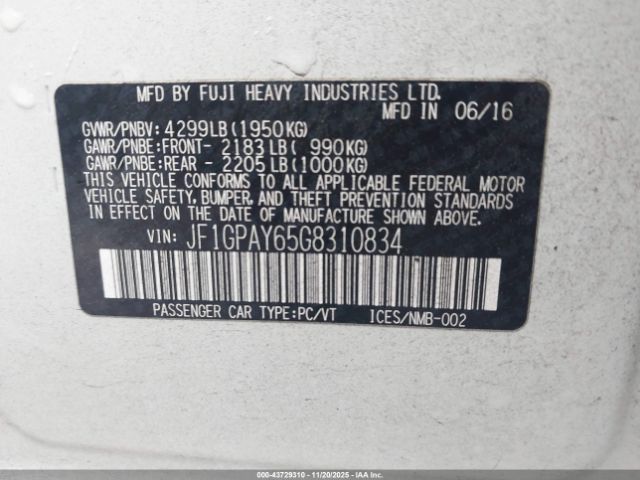 MFD BY FUJI HEAVY INDUSTRIES LTD.
MFD IN 06/16
GVWR/PNBV: 4299LB(1950KG)
GAWR/PNBE:FRONT- 2183LB( 990KG)
GAWR/PNBE:REAR - 2205LB(1000KG)
THIS VEHICLE CONFORMS TO ALL APPLICABLE FEDERAL MOTOR
VEHICLE SAFETY, BUMPER, AND THEFT PREVENTION STANDARDS
IN EFFECT ON THE DATE OF MANUFACTURE SHOWN ABOVE.
VIN: JF1GPAY65G8310834
PASSENGER CAR TYPE:PC/VT ICES/NMB-002
000-43729310 - 11/20/2025 - IAAI.COM